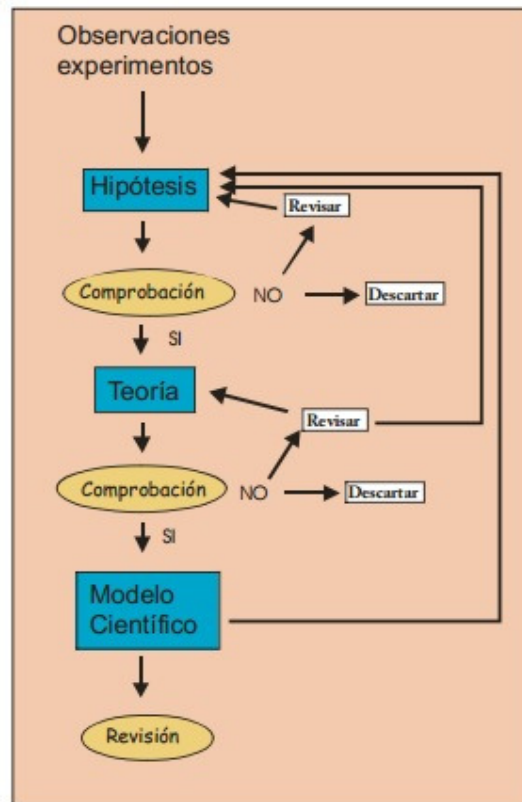 Observaciones
experimentos
Hipótesis
Revisar
Comprobación
NO
Descartar
SI
Teoría
Revisar
Comprobación
NO
Descartar
SI
Modelo
Científico
Revisión